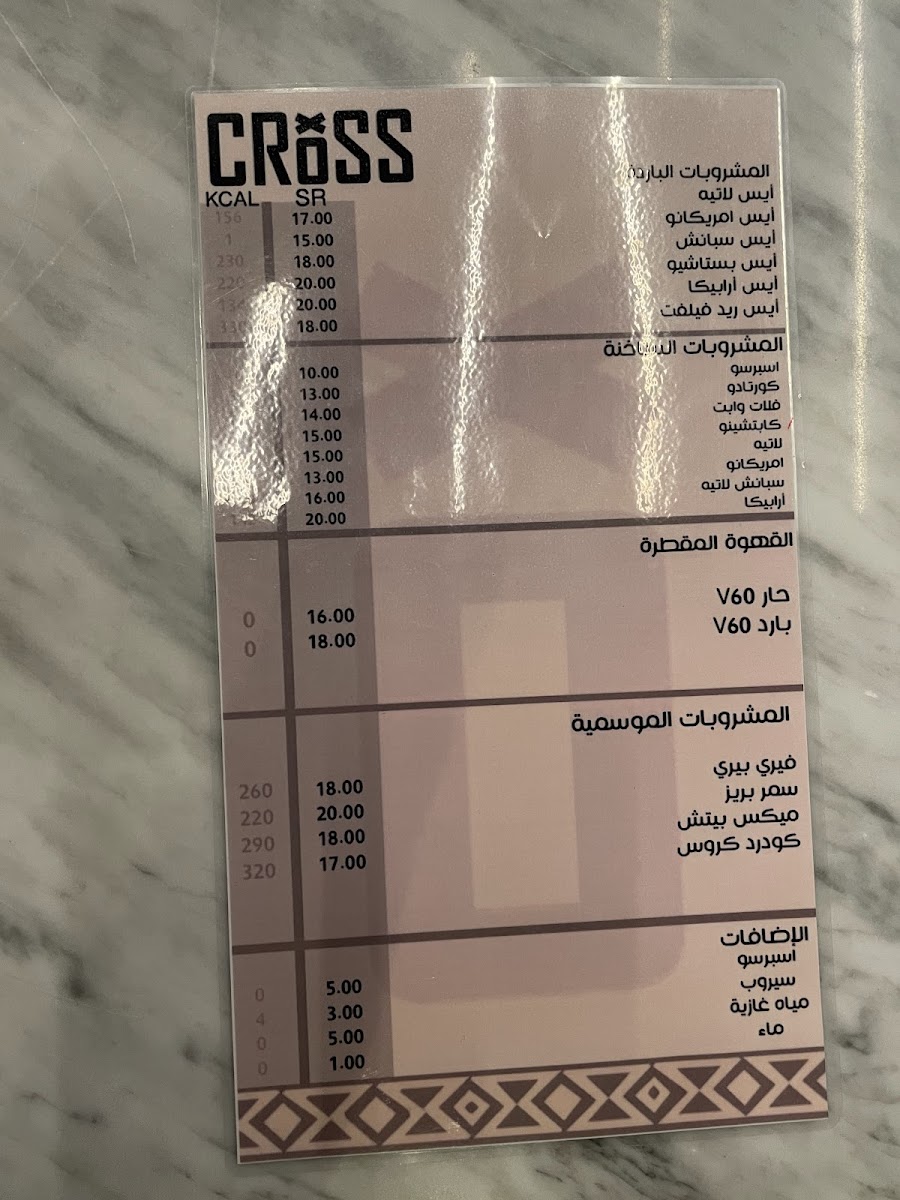 CRoSS
KCAL SR
المشروبات الباردة
أيس لاتيه 17.00 156
أيس امريكانو 15.00 1
أيس سبانش 18.00 230
أيس بستاشيو 20.00 220
أيس أرابيكا 20.00 134
أيس ريد فيلفت 18.00 330
المشروبات الساخنة
اسبرسو 10.00
كورتادو 13.00
فلات وايت 14.00
كابتشينو 15.00
لاتيه 15.00
امريكانو 13.00
سبانش لاتيه 16.00
أرابيكا 20.00
القهوة المقطرة
حار V60 16.00 0
بارد V60 18.00 0
المشروبات الموسمية
فيري بيري 18.00 260
سمر بريز 20.00 220
ميكس بيتش 18.00 290
كودرد كروس 17.00 320
الإضافات
اسبرسو 5.00 0
سيروب 3.00 4
مياه غازية 5.00 0
ماء 1.00 0